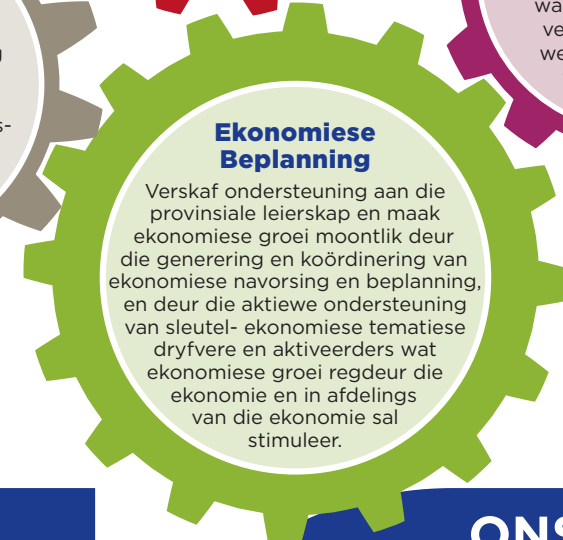 wa
ve
we
s-
Ekonomiese
Beplanning
Verskaf ondersteuning aan die
provinsiale leierskap en maak
ekonomiese groei moontlik deur
die generering en koördinering van
ekonomiese navorsing en beplanning,
en deur die aktiewe ondersteuning
van sleutel- ekonomiese tematiese
dryfvere en aktiveerders wat
ekonomiese groei regdeur die
ekonomie en in afdelings
van die ekonomie sal
stimuleer.
ONS